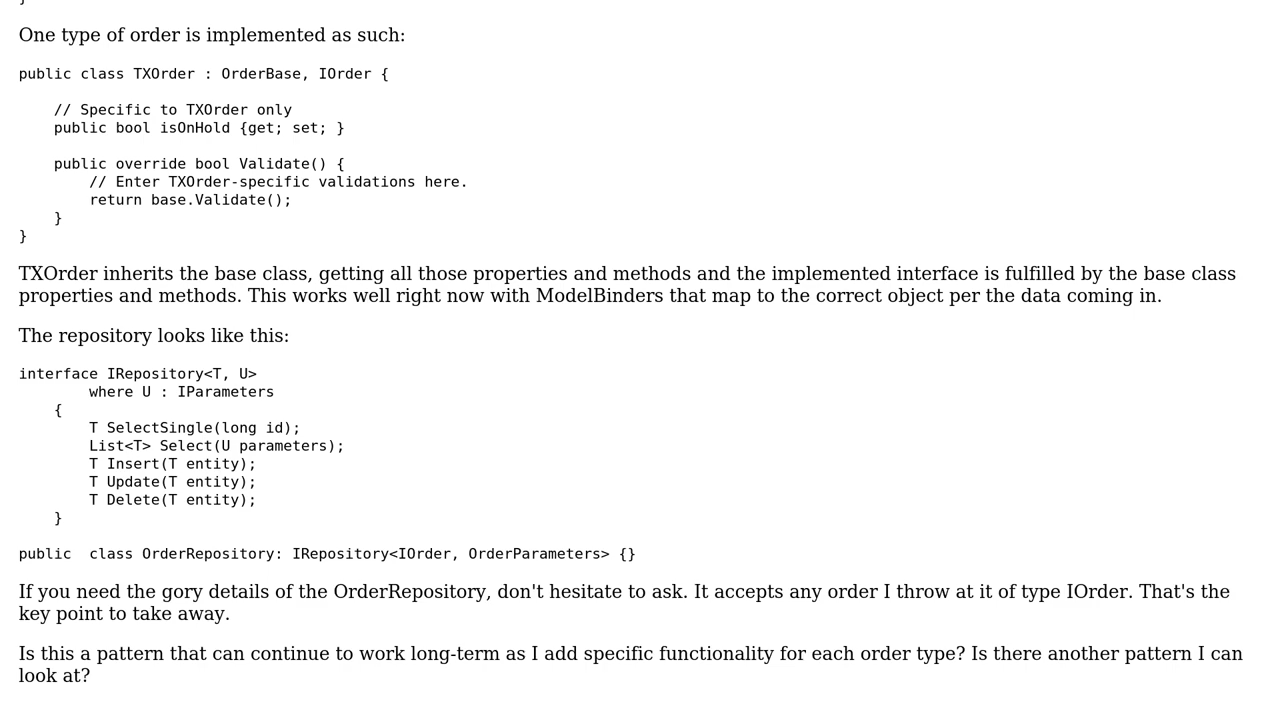 }
One type of order is implemented as such:
public class TXOrder : OrderBase, IOrder {
    // Specific to TXOrder only
    public bool isOnHold {get; set; }
    public override bool Validate() {
        // Enter TXOrder-specific validations here.
        return base.Validate();
    }
}
TXOrder inherits the base class, getting all those properties and methods and the implemented interface is fulfilled by the base class
properties and methods. This works well right now with ModelBinders that map to the correct object per the data coming in.
The repository looks like this:
interface IRepository<T, U>
        where U : IParameters
    {
        T SelectSingle(long id);
        List<T> Select(U parameters);
        T Insert(T entity);
        T Update(T entity);
        T Delete(T entity);
    }
public  class OrderRepository: IRepository<IOrder, OrderParameters> {}
If you need the gory details of the OrderRepository, don't hesitate to ask. It accepts any order I throw at it of type IOrder. That's the
key point to take away.
Is this a pattern that can continue to work long-term as I add specific functionality for each order type? Is there another pattern I can
look at?